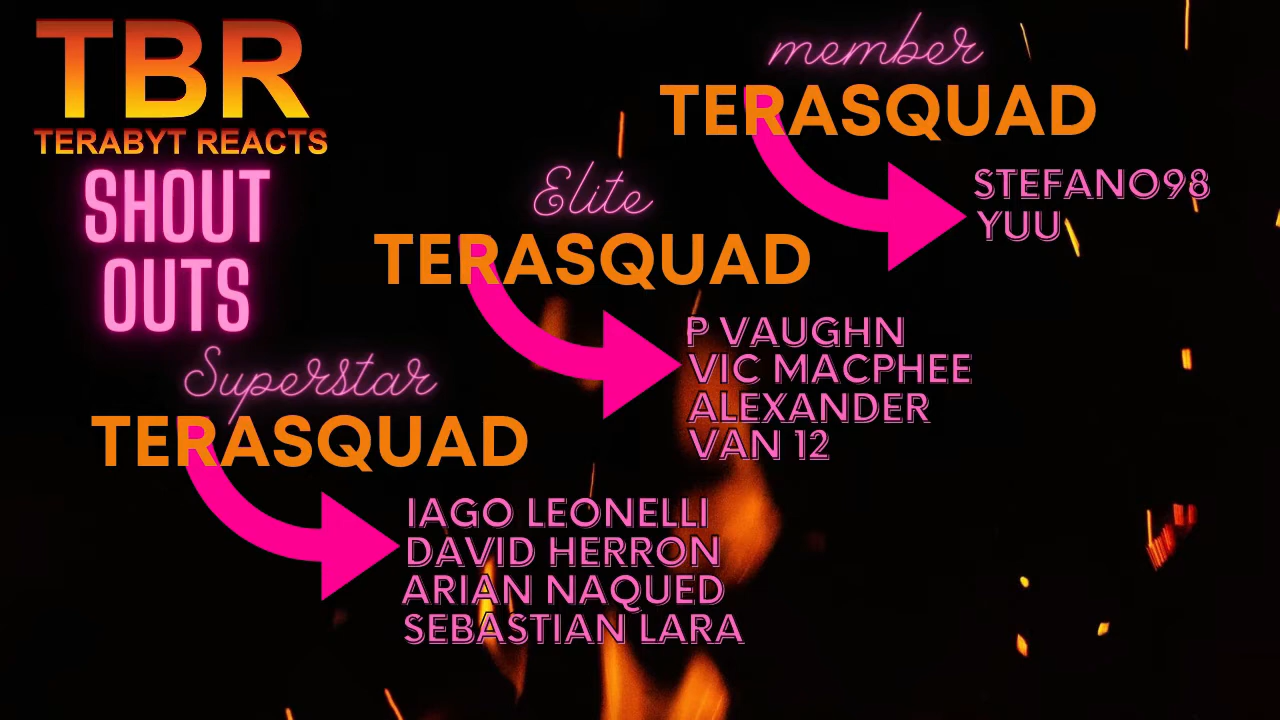 TBR
TERABYT REACTS
SHOUT
OUTS
member
TERASQUAD
STEFANO98
YUU
Elite
TERASQUAD
P VAUGHN
VIC MACPHEE
ALEXANDER
VAN 12
Superstar
TERASQUAD
IAGO LEONELLI
DAVID HERRON
ARIAN NAQUED
SEBASTIAN LARA